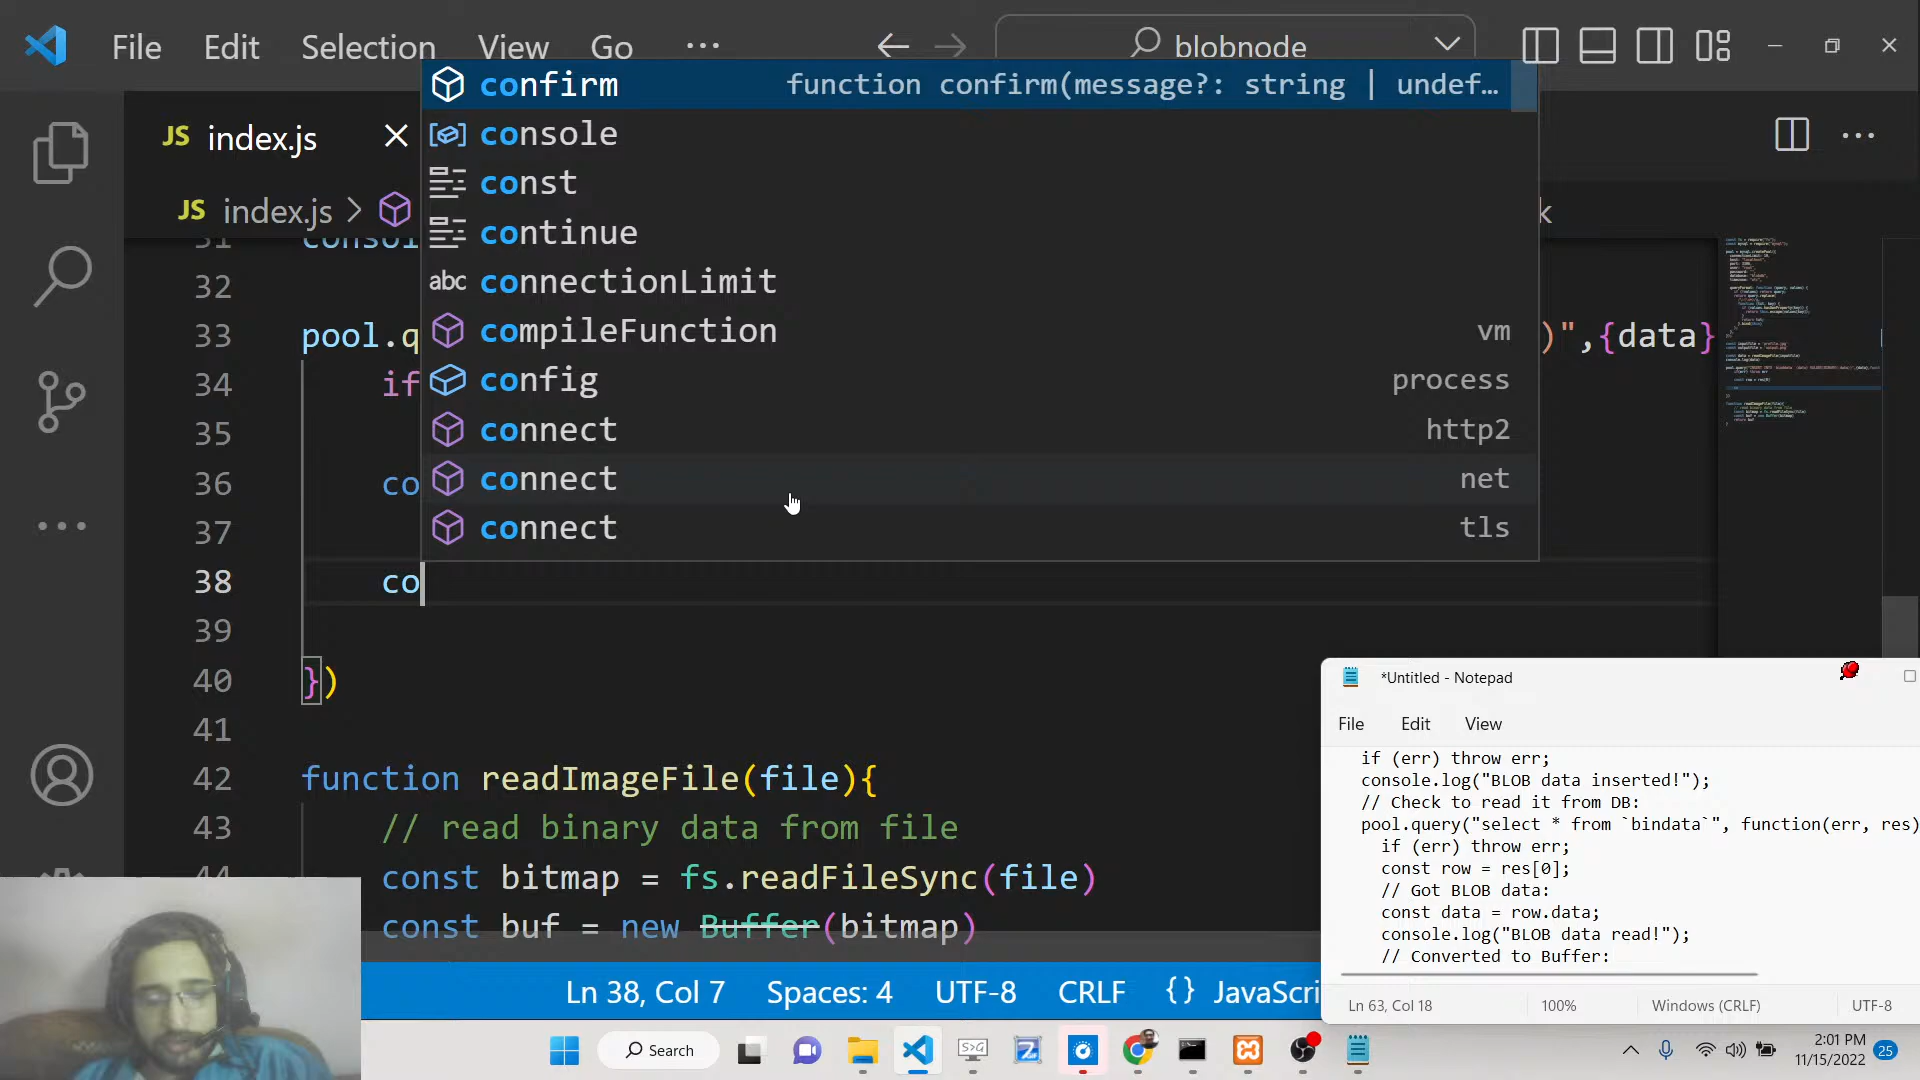 File Edit Selection View Go ··· blobnode
confirm function confirm(message?: string | undef…
JS index.js
console
const
JS index.js > k
continue
31 consol
abc connectionLimit
32
compileFunction vm
33 pool.q )",{data}
34 if
config process
connect http2
35
36 co
connect net
37
connect tls
38 co
39
40 })
41
42 function readImageFile(file){
43 // read binary data from file
44 const bitmap = fs.readFileSync(file)
const buf = new Buffer(bitmap)
*Untitled - Notepad
File Edit View
if (err) throw err;
console.log("BLOB data inserted!");
// Check to read it from DB:
pool.query("select * from `bindata`", function(err, res)
if (err) throw err;
const row = res[0];
// Got BLOB data:
const data = row.data;
console.log("BLOB data read!");
// Converted to Buffer:
Ln 63, Col 18 100% Windows (CRLF) UTF-8
Ln 38, Col 7 Spaces: 4 UTF-8 CRLF {} JavaScri
Search
2:01 PM
11/15/2022 25